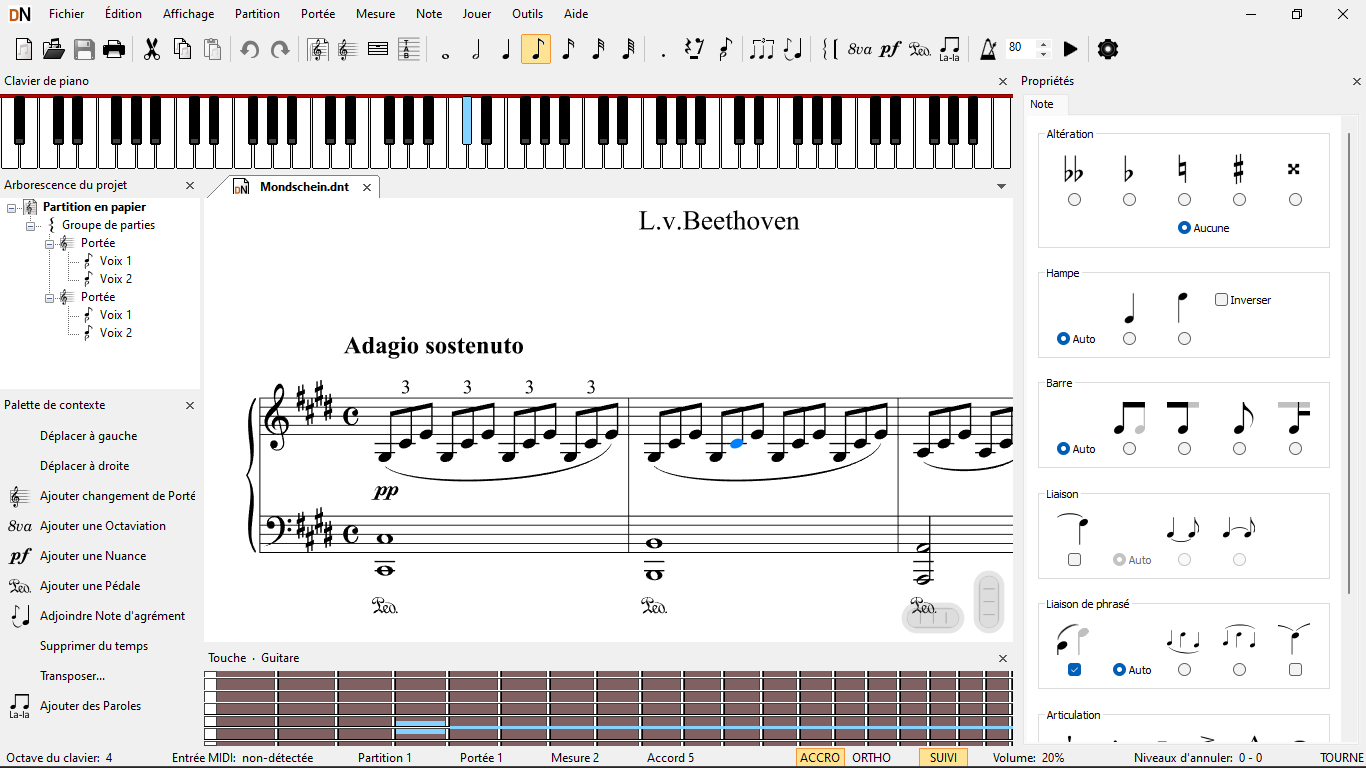 DN Fichier Édition Affichage Partition Portée Mesure Note Jouer Outils Aide
8va pf Ped. La-la 80
Clavier de piano
Propriétés
Note
Altération
Aucune
Hampe
Inverser
Auto
Barre
Auto
Liaison
Auto
Liaison de phrasé
Auto
Articulation
Arborescence du projet
Partition en papier
Groupe de parties
Portée
Voix 1
Voix 2
Portée
Voix 1
Voix 2
Palette de contexte
Déplacer à gauche
Déplacer à droite
Ajouter changement de Porté
8va Ajouter une Octaviation
pf Ajouter une Nuance
Ped. Ajouter une Pédale
Adjoindre Note d'agrément
Supprimer du temps
Transposer...
La-la Ajouter des Paroles
DN Mondschein.dnt
L.v.Beethoven
Adagio sostenuto
3 3 3 3
pp
Ped. Ped. Ped.
Touche · Guitare
Octave du clavier: 4 Entrée MIDI: non-détectée Partition 1 Portée 1 Mesure 2 Accord 5 ACCRO ORTHO SUIVI Volume: 20% Niveaux d'annuler: 0 - 0 TOURNE